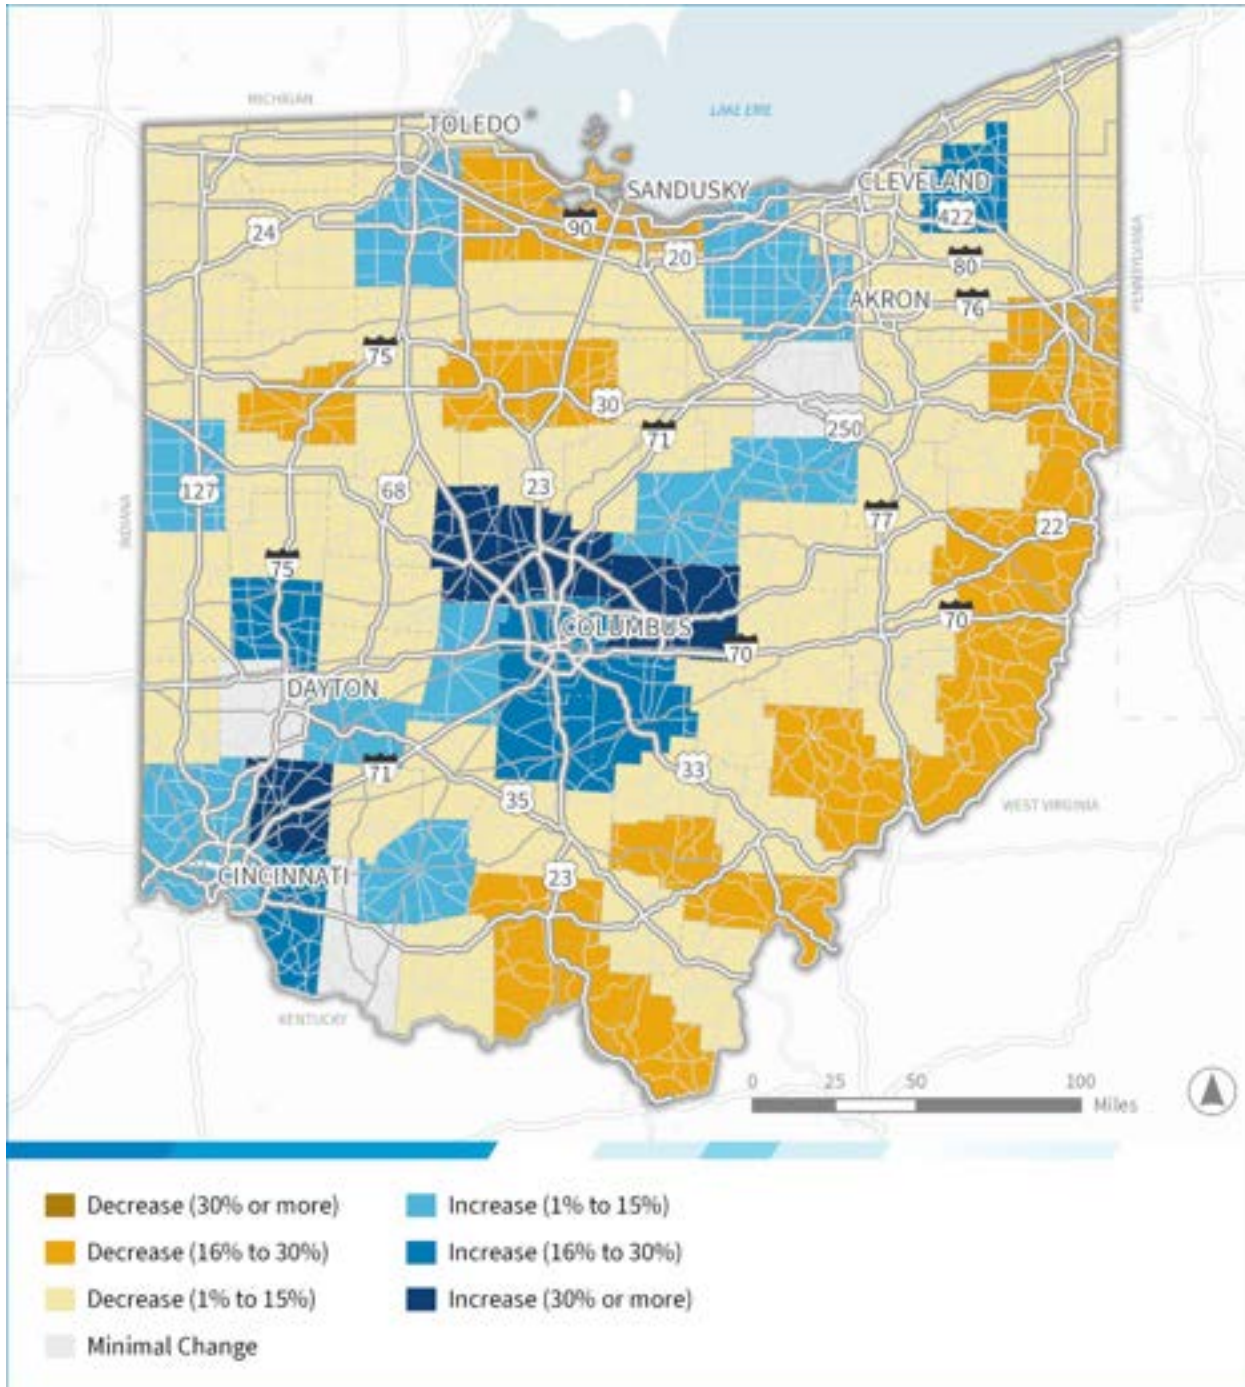 MICHIGAN
LAKE ERIE
TOLEDO
SANDUSKY
CLEVELAND
422
24
90
20
80
PENNSYLVANIA
AKRON
76
75
30
71
250
127
68
23
77
22
INDIANA
75
70
COLUMBUS
70
DAYTON
71
33
35
WEST VIRGINIA
CINCINNATI
23
KENTUCKY
0 25 50 100
Miles
Decrease (30% or more)
Decrease (16% to 30%)
Decrease (1% to 15%)
Minimal Change
Increase (1% to 15%)
Increase (16% to 30%)
Increase (30% or more)